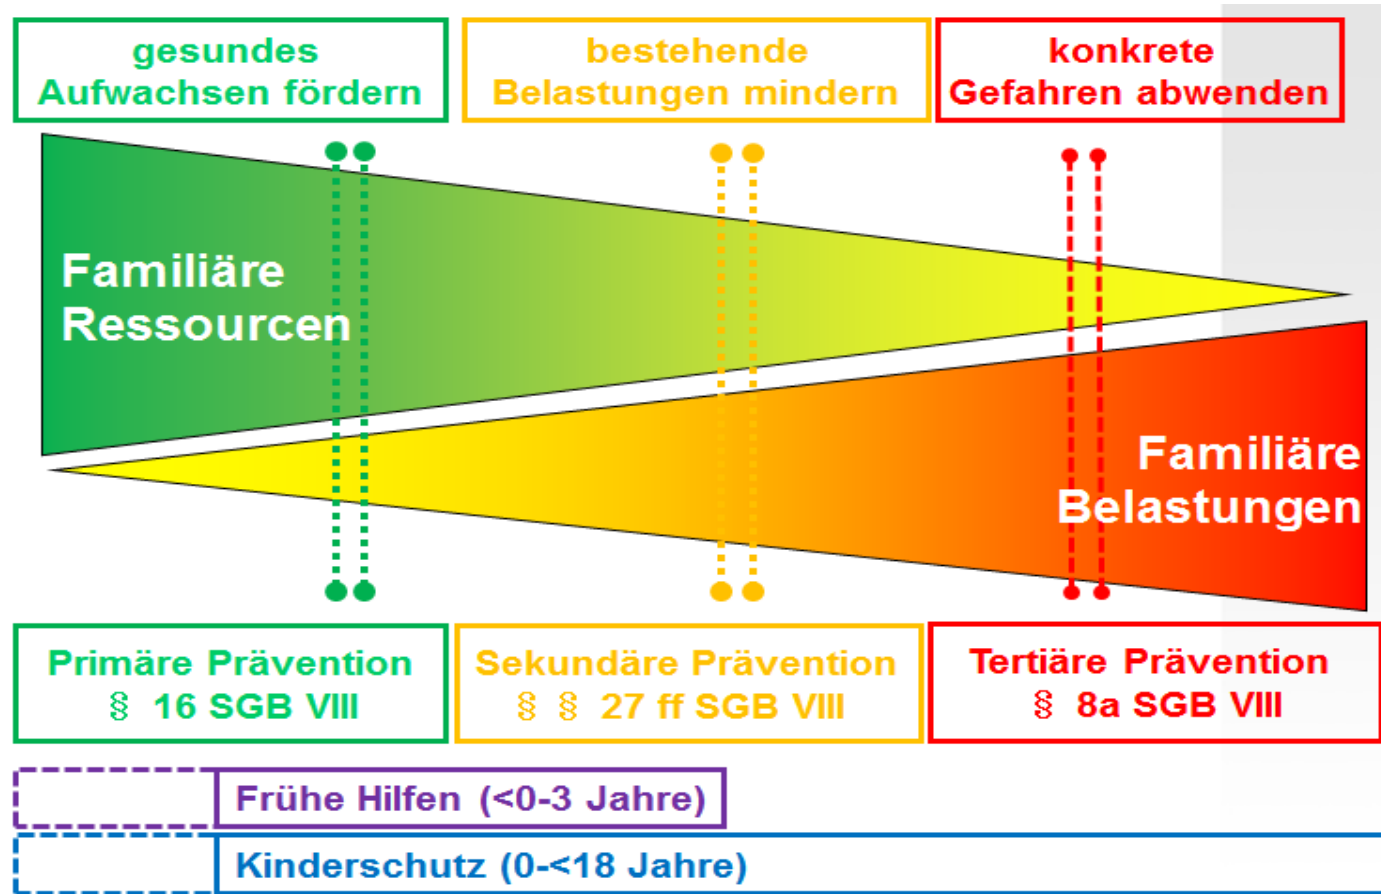 gesundes
Aufwachsen fördern
bestehende
Belastungen mindern
konkrete
Gefahren abwenden
Familiäre
Ressourcen
Familiäre
Belastungen
Primäre Prävention
§ 16 SGB VIII
Sekundäre Prävention
§ § 27 ff SGB VIII
Tertiäre Prävention
§ 8a SGB VIII
Frühe Hilfen (<0-3 Jahre)
Kinderschutz (0-<18 Jahre)